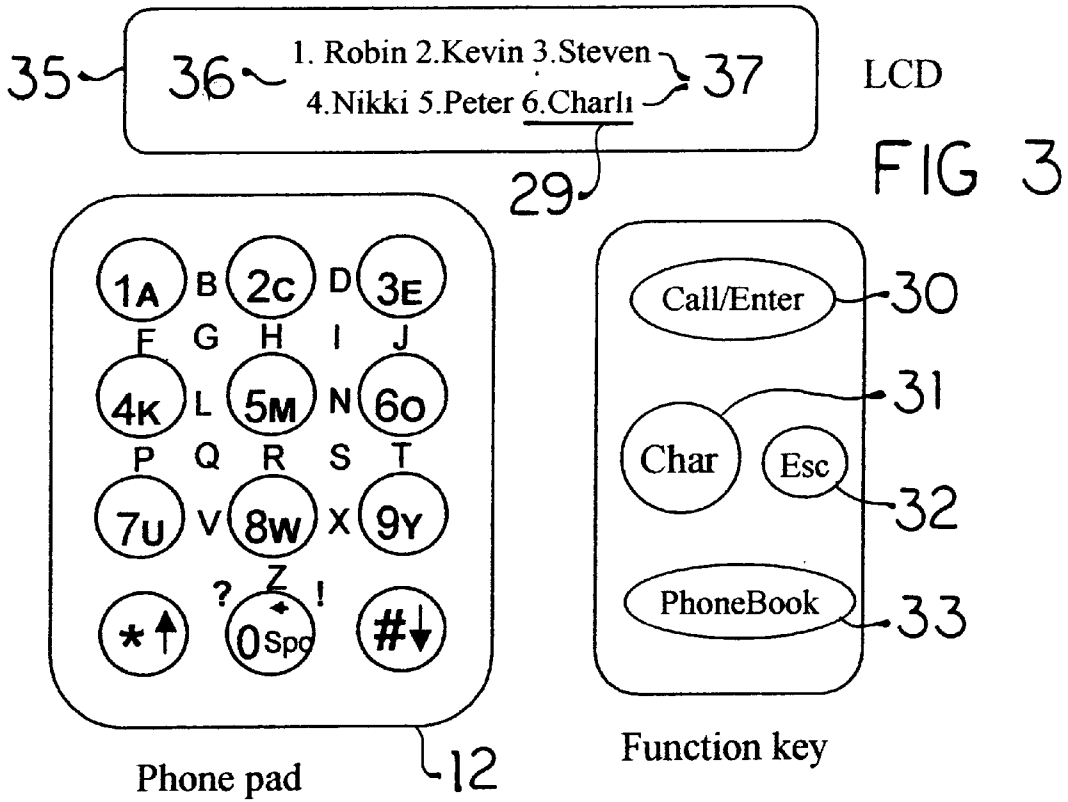 1. Robin 2.Kevin 3.Steven
4.Nikki 5.Peter 6.Charlı
35
36
37
LCD
FIG 3
29
1A B 2C D 3E
F G H I J
4K L 5M N 6O
P Q R S T
7U V 8W X 9Y
? Z !
*↑ 0Spc #↓
Phone pad
12
Call/Enter
30
Char
31
Esc
32
PhoneBook
33
Function key